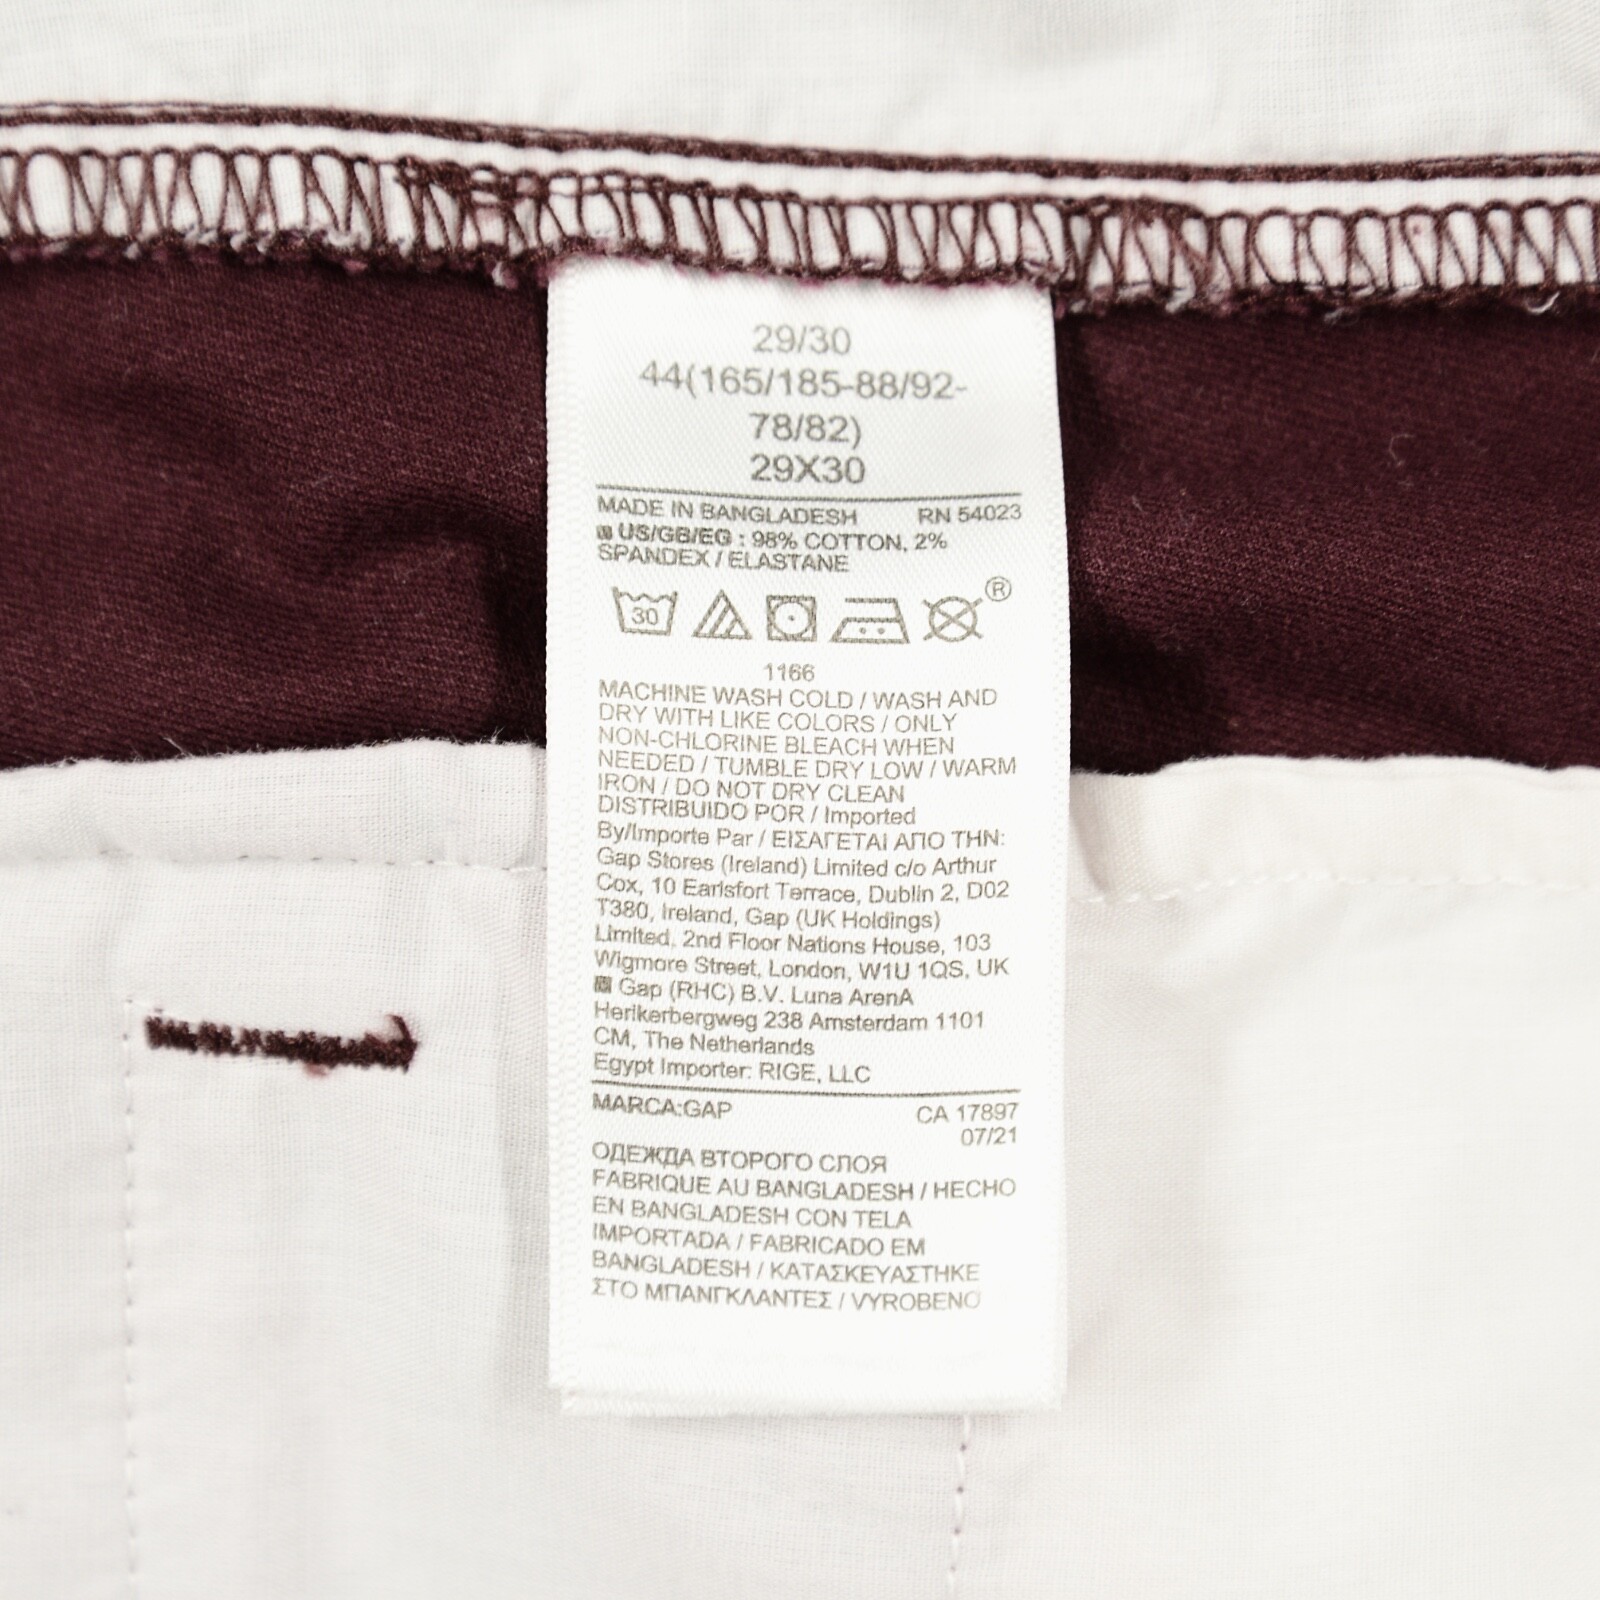 29/30
44(165/185-88/92-
78/82)
29X30
MADE IN BANGLADESH RN 54023
US/GB/EG : 98% COTTON, 2%
SPANDEX / ELASTANE
30 ®
1166
MACHINE WASH COLD / WASH AND
DRY WITH LIKE COLORS / ONLY
NON-CHLORINE BLEACH WHEN
NEEDED / TUMBLE DRY LOW / WARM
IRON / DO NOT DRY CLEAN
DISTRIBUIDO POR / Imported
By/Importe Par / ΕΙΣΑΓΕΤΑΙ ΑΠΟ ΤΗΝ:
Gap Stores (Ireland) Limited c/o Arthur
Cox, 10 Earlsfort Terrace, Dublin 2, D02
T380, Ireland, Gap (UK Holdings)
Limited, 2nd Floor Nations House, 103
Wigmore Street, London, W1U 1QS, UK
Gap (RHC) B.V. Luna ArenA
Herikerbergweg 238 Amsterdam 1101
CM, The Netherlands
Egypt Importer: RIGE, LLC
MARCA:GAP CA 17897
07/21
ОДЕЖДА ВТОРОГО СЛОЯ
FABRIQUE AU BANGLADESH / HECHO
EN BANGLADESH CON TELA
IMPORTADA / FABRICADO EM
BANGLADESH / ΚΑΤΑΣΚΕΥΑΣΤΗΚΕ
ΣΤΟ ΜΠΑΝΓΚΛΑΝΤΕΣ / VYROBENO